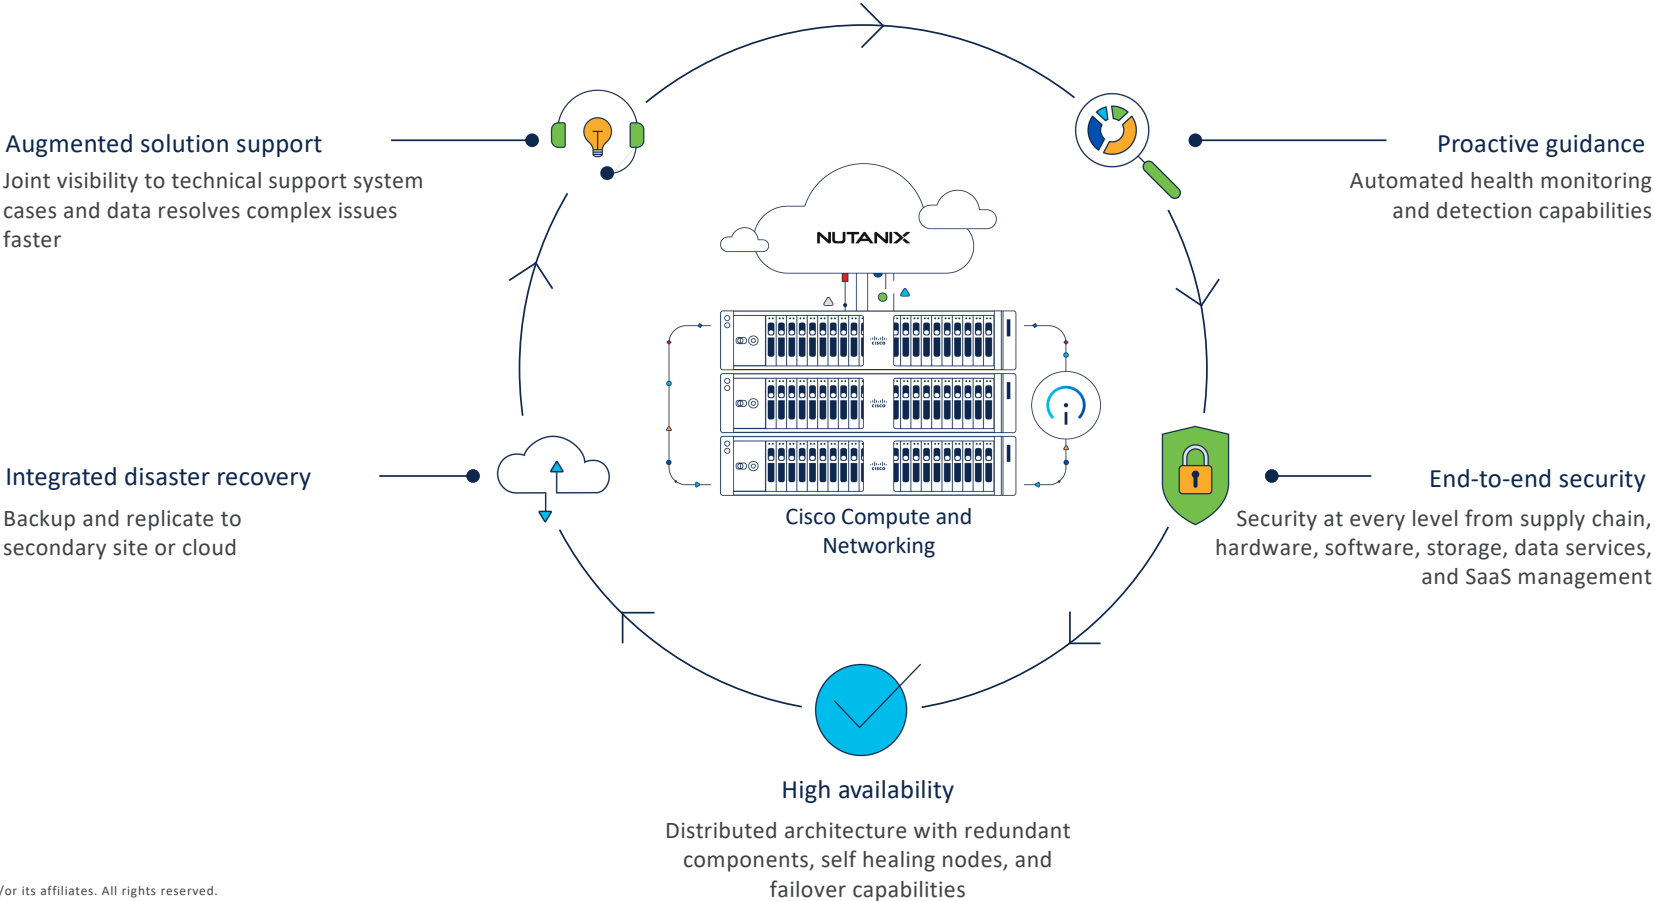 Augmented solution support
Joint visibility to technical support system
cases and data resolves complex issues
faster
Proactive guidance
Automated health monitoring
and detection capabilities
NUTANIX
CISCO
CISCO
CISCO
Cisco Compute and
Networking
Integrated disaster recovery
Backup and replicate to
secondary site or cloud
End-to-end security
Security at every level from supply chain,
hardware, software, storage, data services,
and SaaS management
High availability
Distributed architecture with redundant
components, self healing nodes, and
failover capabilities
/or its affiliates. All rights reserved.